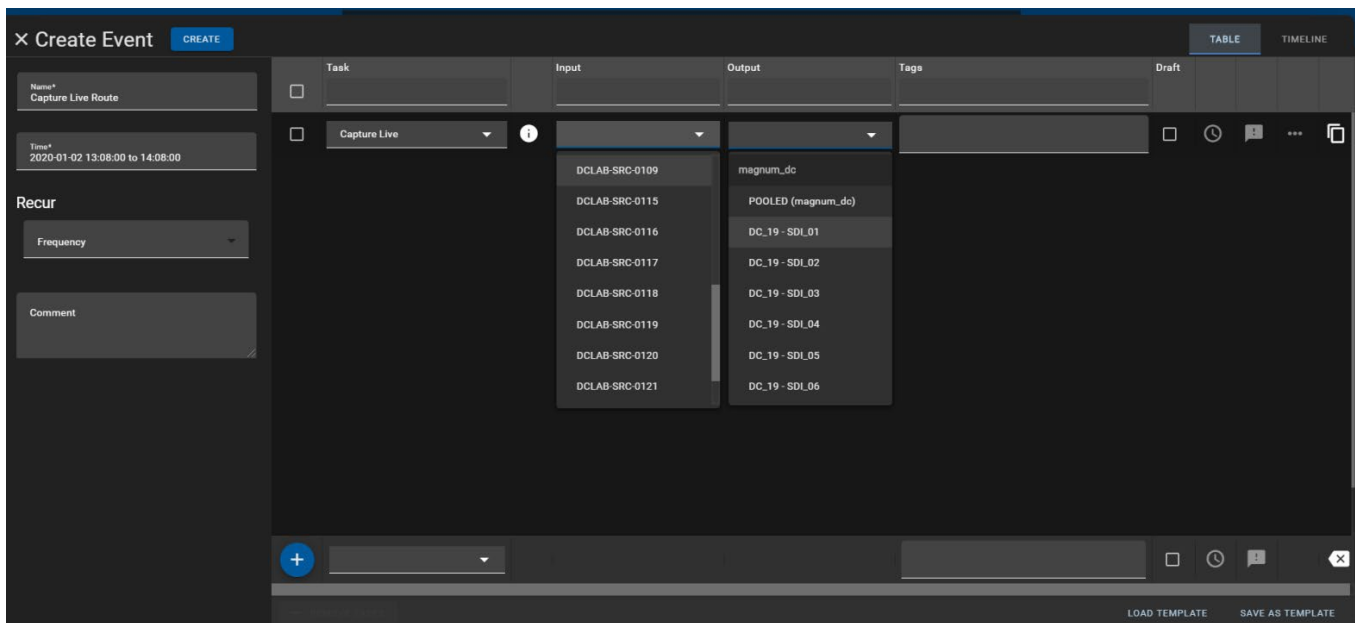 × Create Event CREATE TABLE TIMELINE
Task Input Output Tags Draft
Name*
Capture Live Route
Capture Live
Time*
2020-01-02 13:08:00 to 14:08:00
Recur
Frequency
Comment
DCLAB-SRC-0109
DCLAB-SRC-0115
DCLAB-SRC-0116
DCLAB-SRC-0117
DCLAB-SRC-0118
DCLAB-SRC-0119
DCLAB-SRC-0120
DCLAB-SRC-0121
magnum_dc
POOLED (magnum_dc)
DC_19 - SDI_01
DC_19 - SDI_02
DC_19 - SDI_03
DC_19 - SDI_04
DC_19 - SDI_05
DC_19 - SDI_06
LOAD TEMPLATE SAVE AS TEMPLATE